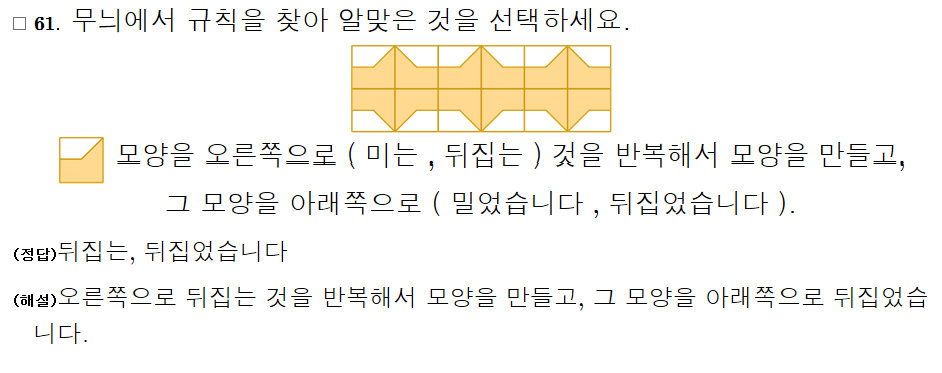 □ 61. 무늬에서 규칙을 찾아 알맞은 것을 선택하세요.
모양을 오른쪽으로 ( 미는 , 뒤집는 ) 것을 반복해서 모양을 만들고,
그 모양을 아래쪽으로 ( 밀었습니다 , 뒤집었습니다 ).
(정답)뒤집는, 뒤집었습니다
(해설)오른쪽으로 뒤집는 것을 반복해서 모양을 만들고, 그 모양을 아래쪽으로 뒤집었습
니다.